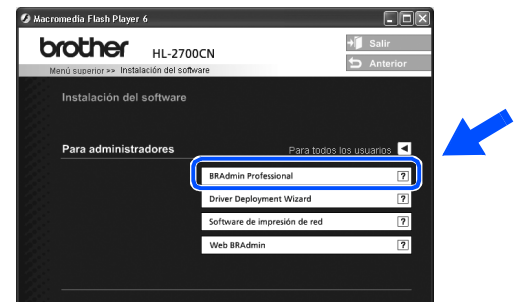 Macromedia Flash Player 6
brother HL-2700CN
Salir
Anterior
Menú superior >> Instalación del software
Instalación del software
Para administradores
Para todos los usuarios
BRAdmin Professional ?
Driver Deployment Wizard ?
Software de impresión de red ?
Web BRAdmin ?